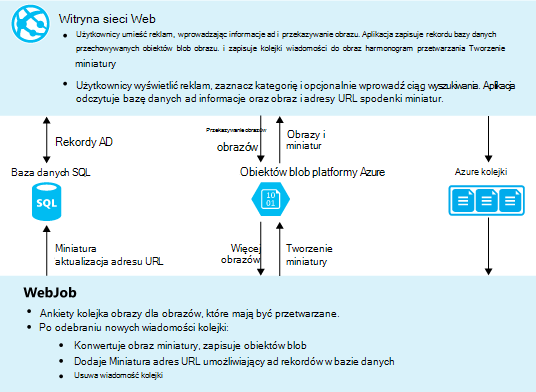 Witryna sieci Web
• Użytkownicy umieść reklam, wprowadzając informacje ad i przekazywanie obrazu. Aplikacja zapisuje rekordu bazy danych
przechowywanych obiektów blob obrazu. i zapisuje kolejki wiadomości do obraz harmonogram przetwarzania Tworzenie
miniatury
• Użytkownicy wyświetlić reklam, zaznacz kategorię i opcjonalnie wprowadź ciąg wyszukiwania. Aplikacja
odczytuje bazę danych ad informacje oraz obraz i adresy URL spodenki miniatur.
Rekordy AD
Przekazywanie obrazów
obrazów
Obrazy i
miniatur
Baza danych SQL
Obiektów blob platformy Azure
Azure kolejki
SQL
10
01
Miniatura
aktualizacja adresu URL
Więcej
obrazów
Tworzenie
miniatury
WebJob
• Ankiety kolejka obrazy dla obrazów, które mają być przetwarzane.
• Po odebraniu nowych wiadomości kolejki:
• Konwertuje obraz miniatury, zapisuje obiektów blob
• Dodaje Miniatura adres URL umożliwiający ad rekordów w bazie danych
• Usuwa wiadomość kolejki